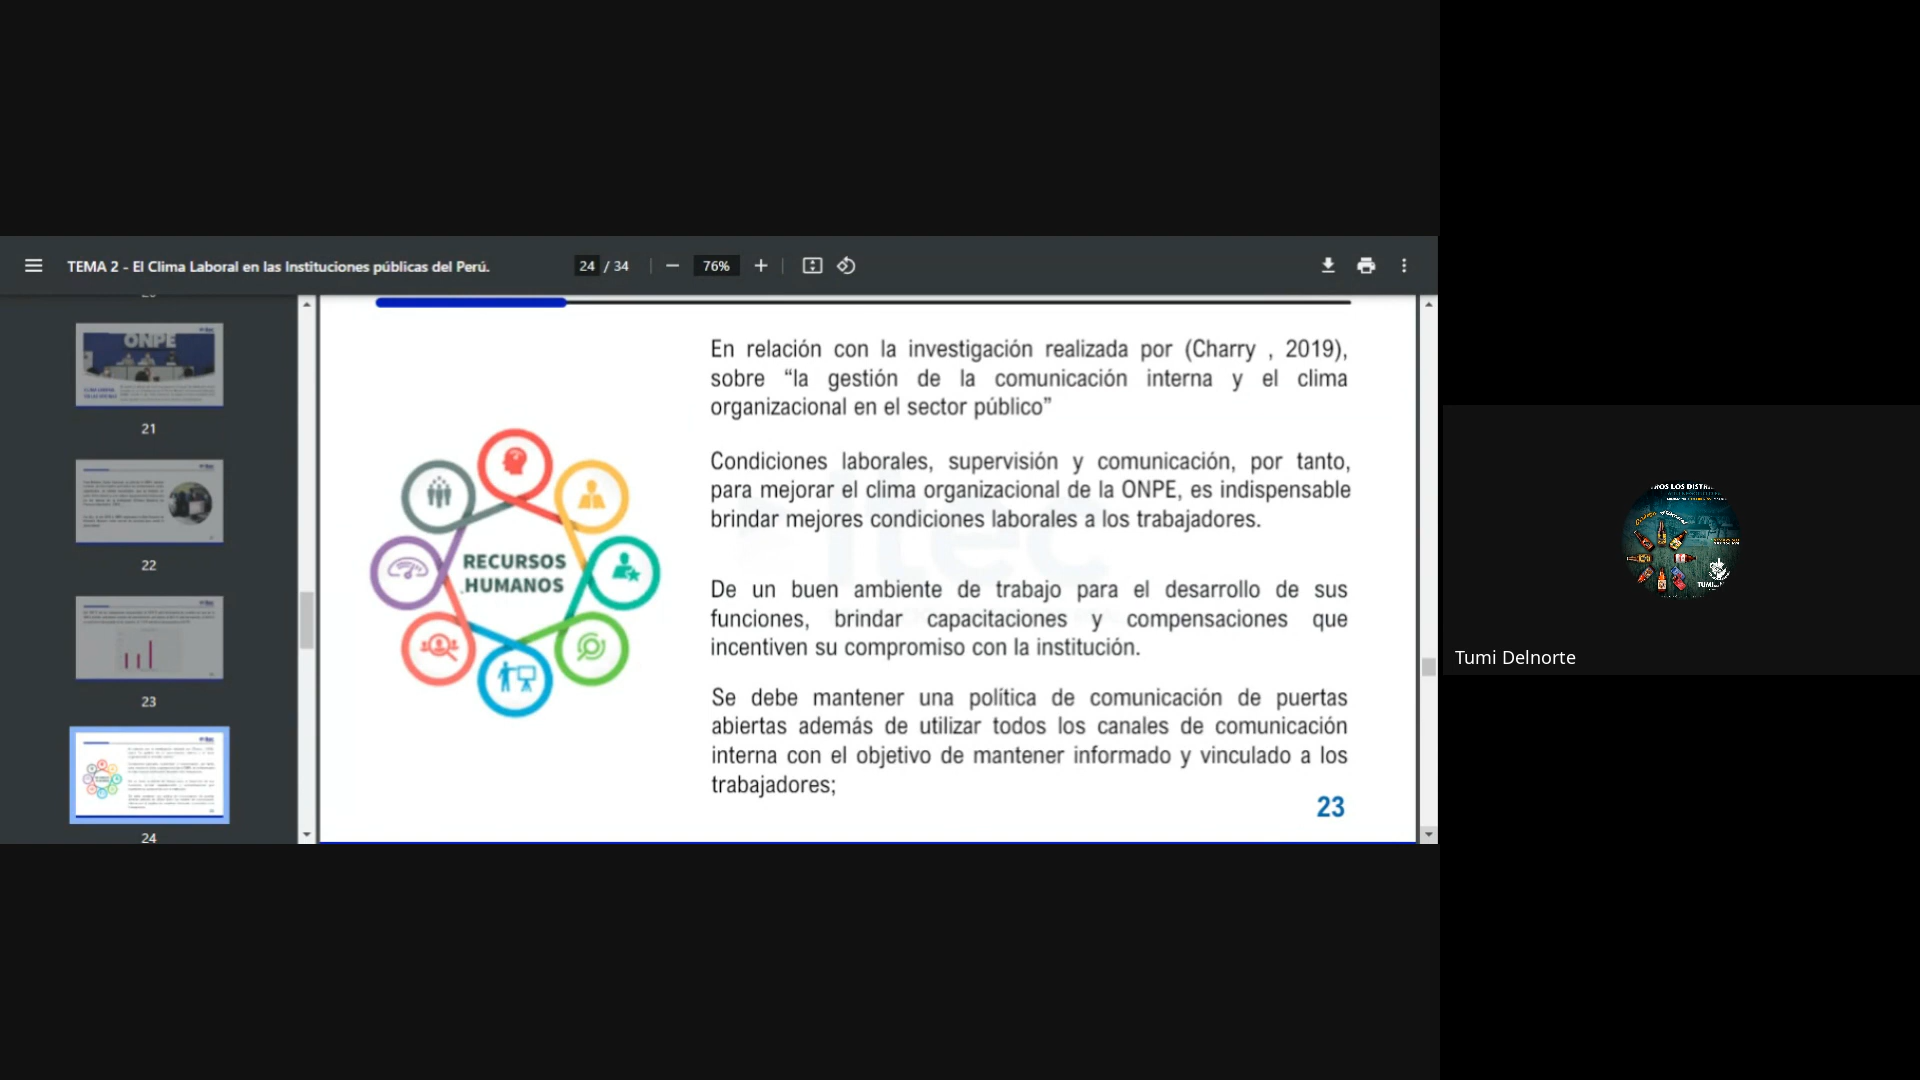 TEMA 2 - El Clima Laboral en las Instituciones públicas del Perú.
24 / 34
76%
ONPE
21
22
23
24
RECURSOS
HUMANOS
En relación con la investigación realizada por (Charry , 2019),
sobre “la gestión de la comunicación interna y el clima
organizacional en el sector público”
Condiciones laborales, supervisión y comunicación, por tanto,
para mejorar el clima organizacional de la ONPE, es indispensable
brindar mejores condiciones laborales a los trabajadores.
De un buen ambiente de trabajo para el desarrollo de sus
funciones, brindar capacitaciones y compensaciones que
incentiven su compromiso con la institución.
Se debe mantener una política de comunicación de puertas
abiertas además de utilizar todos los canales de comunicación
interna con el objetivo de mantener informado y vinculado a los
trabajadores;
23
itec
Tumi Delnorte